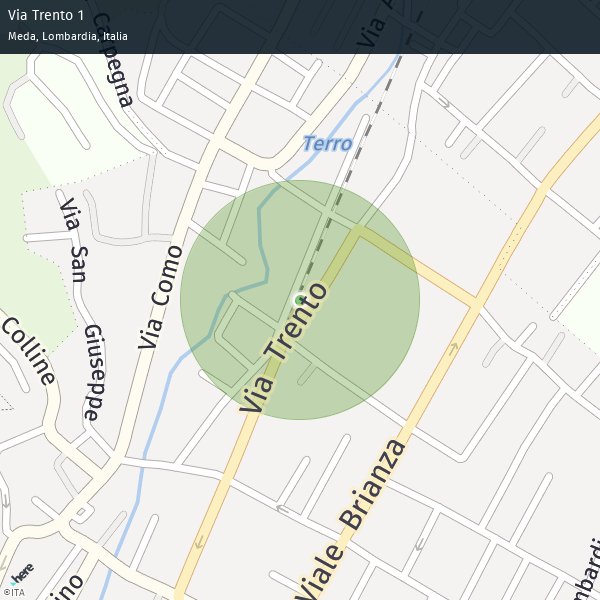 Via Trento 1
Meda, Lombardia, Italia
Carpegna
Terro
Via San
Giuseppe
Via Como
Colline
Via Trento
Viale Brianza
here
©ITA